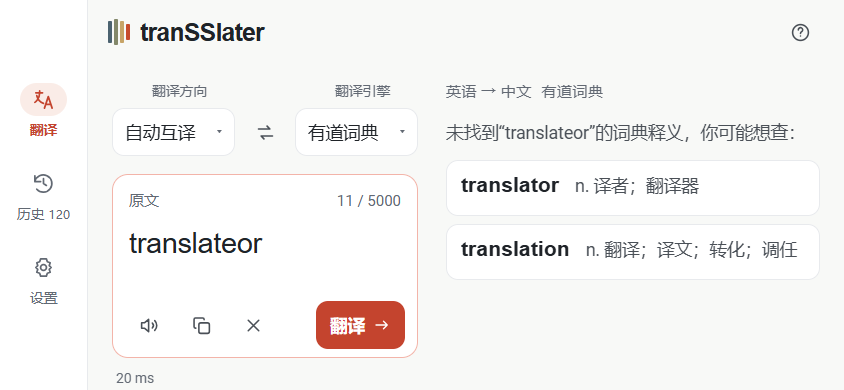 tranSSlater
翻译
历史 120
设置
翻译方向
翻译引擎
自动互译
有道词典
原文
11 / 5000
translateor
翻译 →
20 ms
英语 → 中文 有道词典
未找到“translateor”的词典释义，你可能想查：
translator n. 译者；翻译器
translation n. 翻译；译文；转化；调任